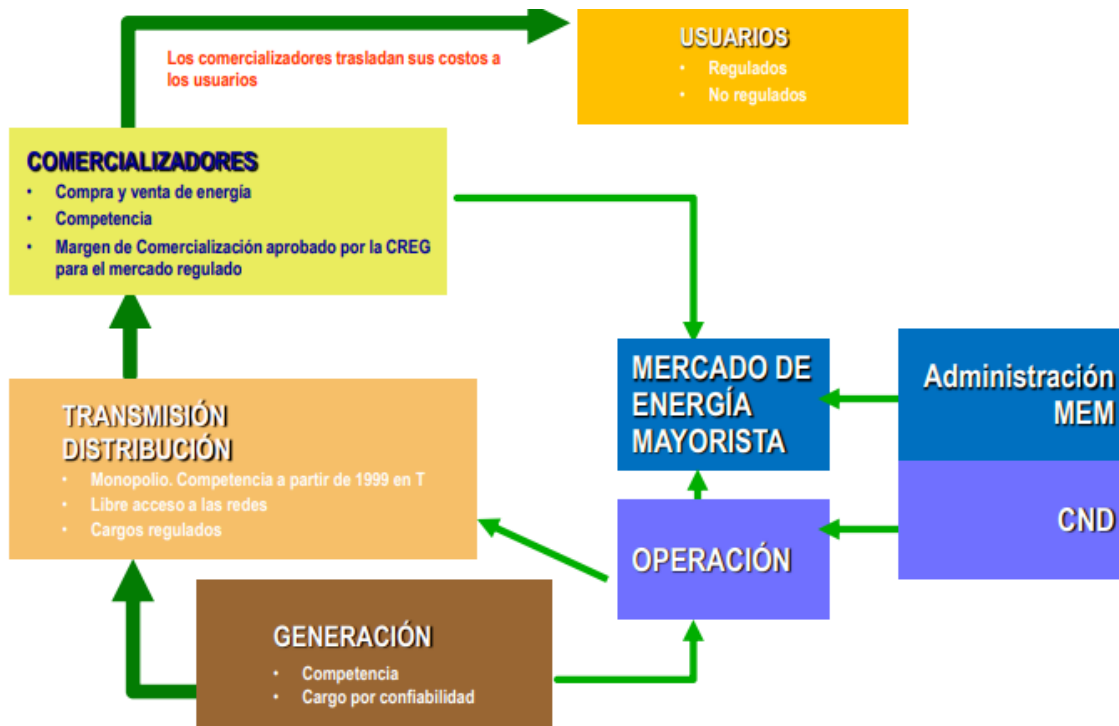 Los comercializadores trasladan sus costos a
los usuarios
USUARIOS
• Regulados
• No regulados
COMERCIALIZADORES
• Compra y venta de energía
• Competencia
• Margen de Comercialización aprobado por la CREG
para el mercado regulado
TRANSMISIÓN
DISTRIBUCIÓN
• Monopolio. Competencia a partir de 1999 en T
• Libre acceso a las redes
• Cargos regulados
MERCADO DE
ENERGÍA
MAYORISTA
Administración
MEM
CND
OPERACIÓN
GENERACIÓN
• Competencia
• Cargo por confiabilidad